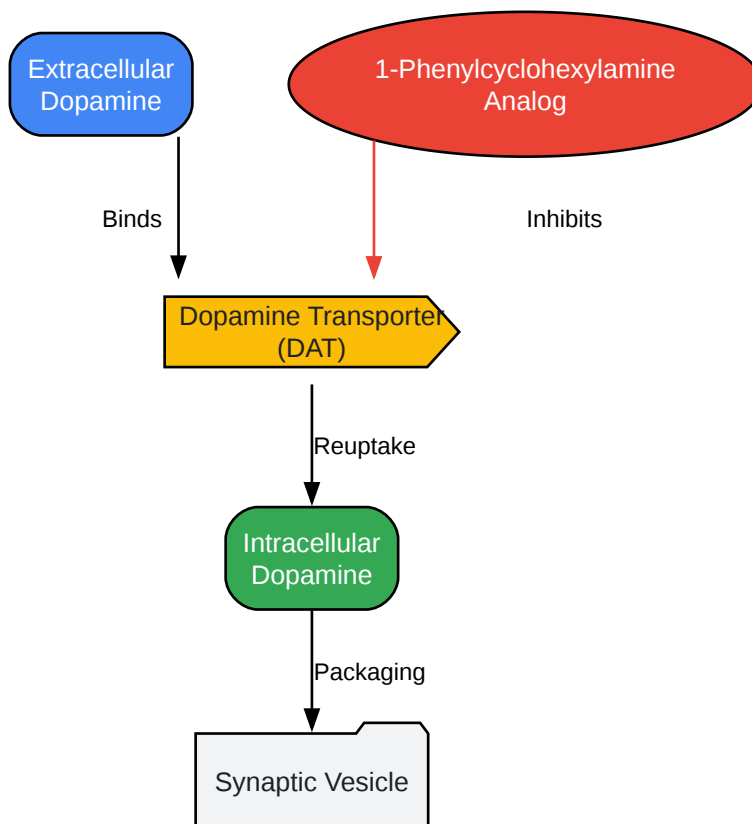 Extracellular
Dopamine
1-Phenylcyclohexylamine
Analog
Binds
Inhibits
Dopamine Transporter
(DAT)
Reuptake
Intracellular
Dopamine
Packaging
Synaptic Vesicle